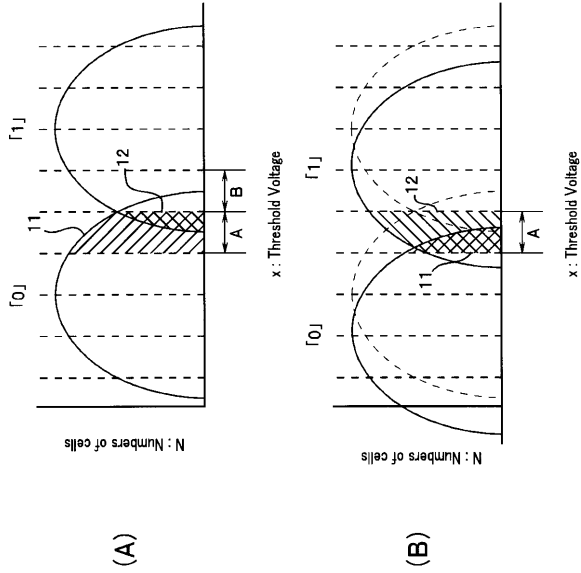 (A)
N : Numbers of cells
「0」
「1」
11
12
A
B
x : Threshold Voltage
(B)
N : Numbers of cells
「0」
「1」
11
12
A
x : Threshold Voltage